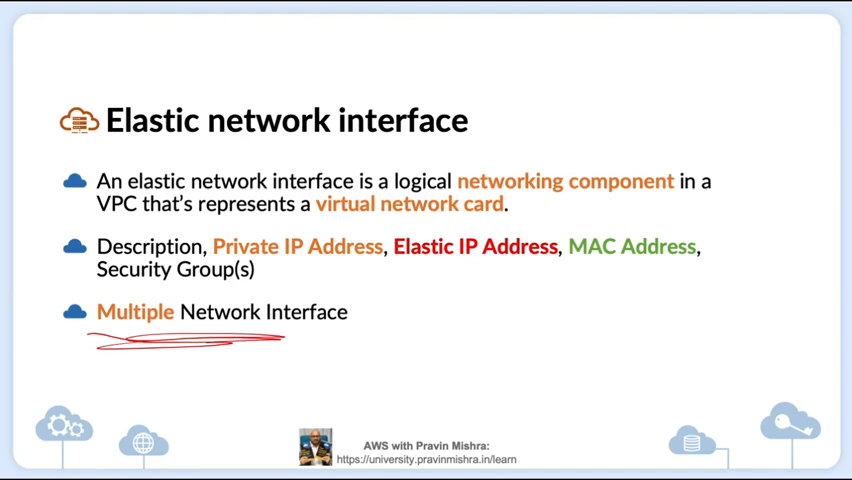 Elastic network interface
An elastic network interface is a logical networking component in a
VPC that's represents a virtual network card.
Description, Private IP Address, Elastic IP Address, MAC Address,
Security Group(s)
Multiple Network Interface
AWS with Pravin Mishra:
https://university.pravinmishra.in/learn